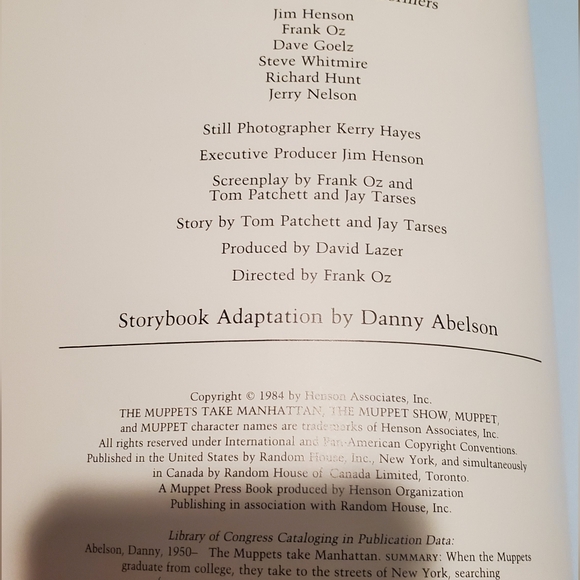 Jim Henson
Frank Oz
Dave Goelz
Steve Whitmire
Richard Hunt
Jerry Nelson
Still Photographer Kerry Hayes
Executive Producer Jim Henson
Screenplay by Frank Oz and
Tom Patchett and Jay Tarses
Story by Tom Patchett and Jay Tarses
Produced by David Lazer
Directed by Frank Oz
Storybook Adaptation by Danny Abelson
Copyright © 1984 by Henson Associates, Inc.
THE MUPPETS TAKE MANHATTAN, THE MUPPET SHOW, MUPPET,
and MUPPET character names are trademarks of Henson Associates, Inc.
All rights reserved under International and Pan-American Copyright Conventions.
Published in the United States by Random House, Inc., New York, and simultaneously
in Canada by Random House of Canada Limited, Toronto.
A Muppet Press Book produced by Henson Organization
Publishing in association with Random House, Inc.
Library of Congress Cataloging in Publication Data:
Abelson, Danny, 1950– The Muppets take Manhattan. SUMMARY: When the Muppets
graduate from college, they take to the streets of New York, searching